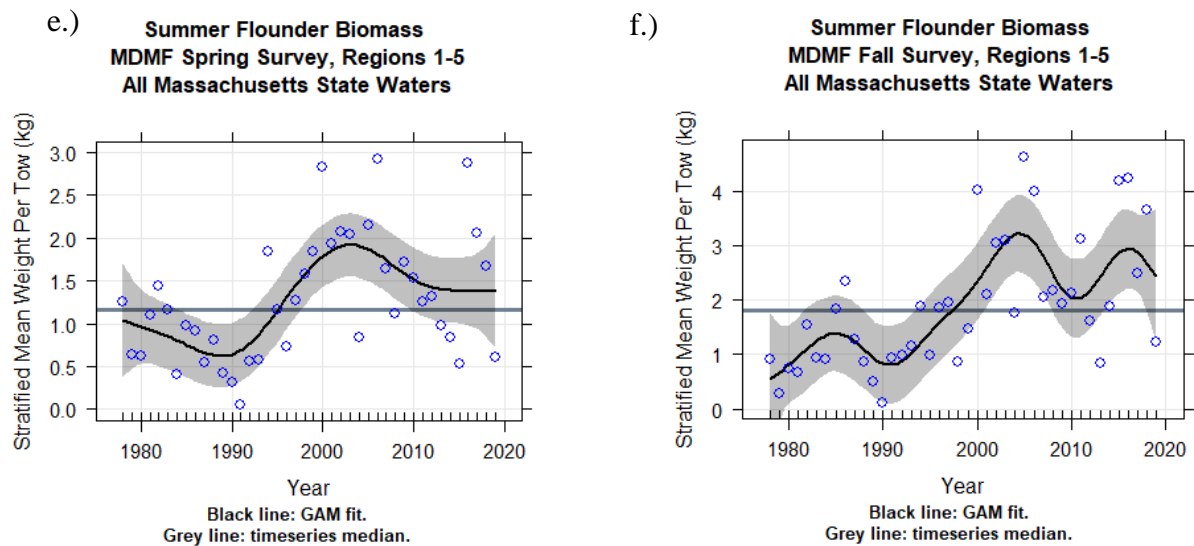 e.)
Summer Flounder Biomass
MDMF Spring Survey, Regions 1-5
All Massachusetts State Waters
Stratified Mean Weight Per Tow (kg)
3.0
2.5
2.0
1.5
1.0
0.5
0.0
1980 1990 2000 2010 2020
Year
Black line: GAM fit.
Grey line: timeseries median.
f.)
Summer Flounder Biomass
MDMF Fall Survey, Regions 1-5
All Massachusetts State Waters
Stratified Mean Weight Per Tow (kg)
4
3
2
1
0
1980 1990 2000 2010 2020
Year
Black line: GAM fit.
Grey line: timeseries median.